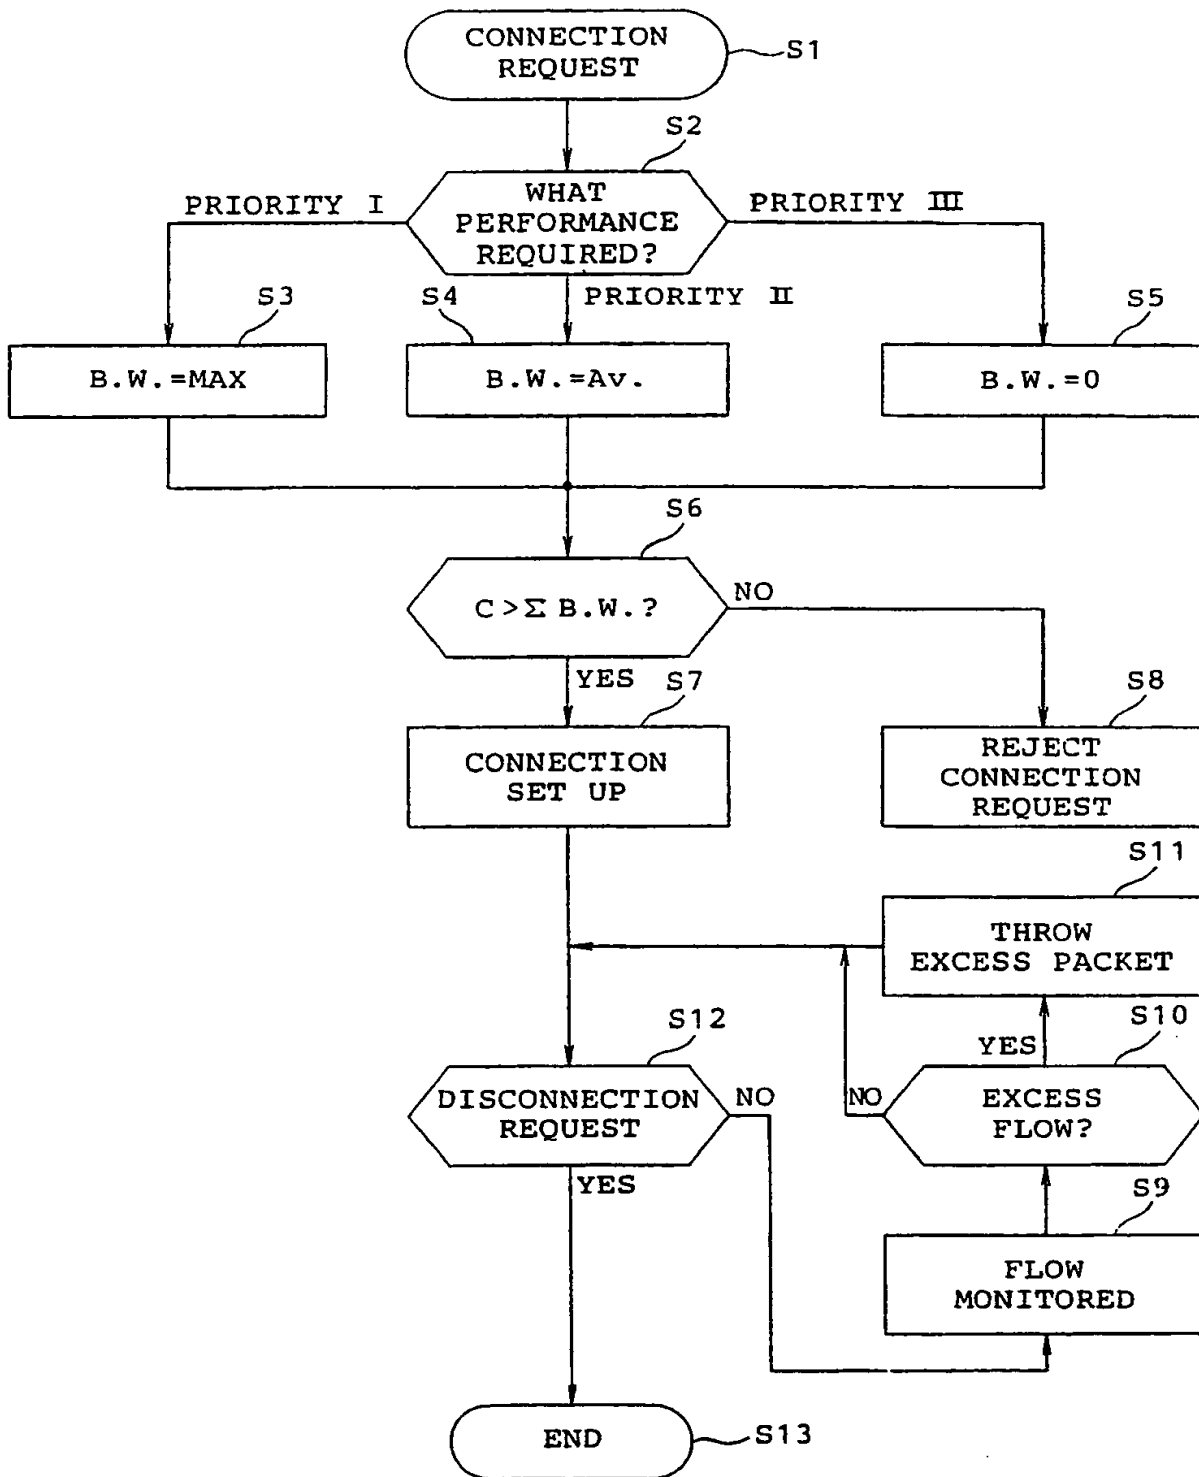 CONNECTION
REQUEST
S1
S2
WHAT
PERFORMANCE
REQUIRED?
PRIORITY I
PRIORITY III
PRIORITY II
S3
S4
S5
B.W.=MAX
B.W.=Av.
B.W.=0
S6
C>Σ B.W.?
NO
YES
S7
S8
CONNECTION
SET UP
REJECT
CONNECTION
REQUEST
S11
THROW
EXCESS PACKET
S12
S10
YES
DISCONNECTION
REQUEST
NO
NO
EXCESS
FLOW?
YES
S9
FLOW
MONITORED
END
S13